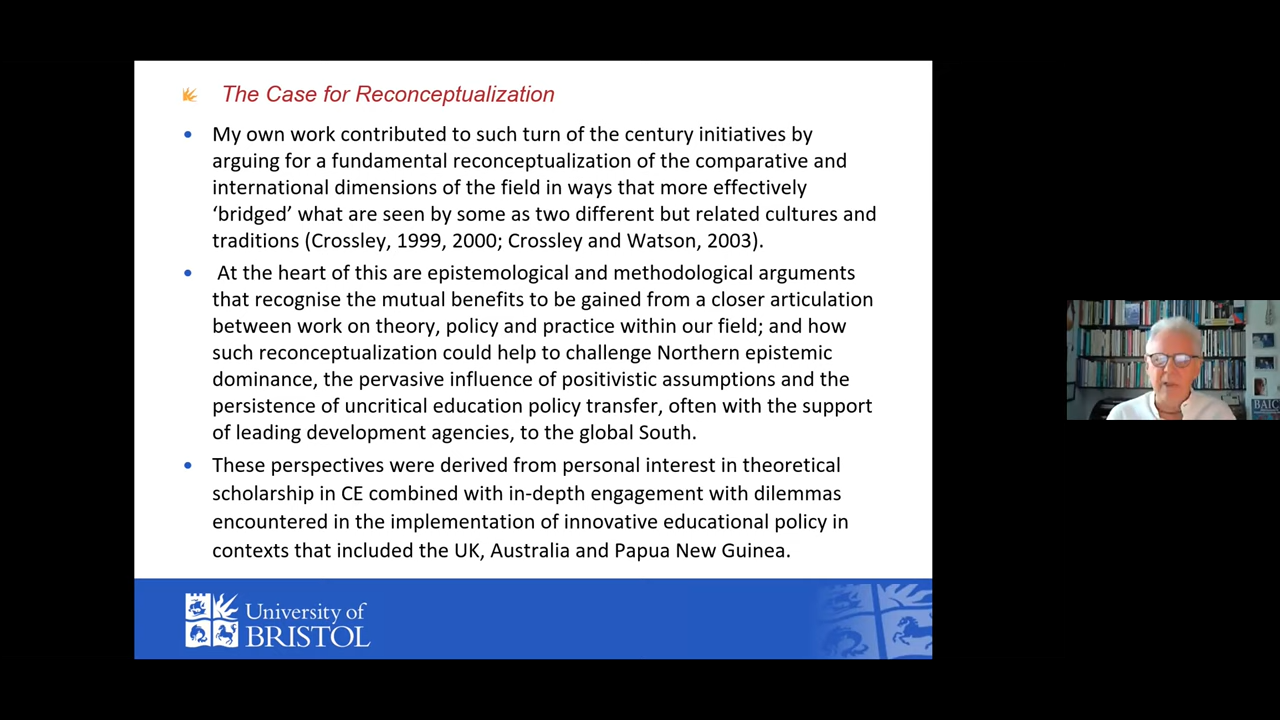 The Case for Reconceptualization
• My own work contributed to such turn of the century initiatives by
arguing for a fundamental reconceptualization of the comparative and
international dimensions of the field in ways that more effectively
‘bridged’ what are seen by some as two different but related cultures and
traditions (Crossley, 1999, 2000; Crossley and Watson, 2003).
• At the heart of this are epistemological and methodological arguments
that recognise the mutual benefits to be gained from a closer articulation
between work on theory, policy and practice within our field; and how
such reconceptualization could help to challenge Northern epistemic
dominance, the pervasive influence of positivistic assumptions and the
persistence of uncritical education policy transfer, often with the support
of leading development agencies, to the global South.
• These perspectives were derived from personal interest in theoretical
scholarship in CE combined with in-depth engagement with dilemmas
encountered in the implementation of innovative educational policy in
contexts that included the UK, Australia and Papua New Guinea.
University of
BRISTOL